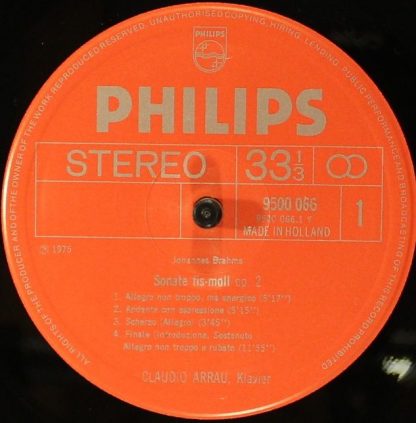 ALL RIGHTS OF THE PRODUCER AND OF THE OWNER OF THE WORK REPRODUCED RESERVED. UNAUTHORISED COPYING, HIRING, LENDING, PUBLIC PERFORMANCE AND BROADCASTING OF THIS RECORD PROHIBITED
PHILIPS
PHILIPS
STEREO 33 1/3
9500 066
9500 066.1 Y
MADE IN HOLLAND
1
℗ 1976
Johannes Brahms
Sonate fis-moll op. 2
1. Allegro non troppo, ma energico (5'17")
2. Andante con espressione (5'15")
3. Scherzo (Allegro) (3'45")
4. Finale (Introduzione, Sostenuto
Allegro non troppo e rubato) (11'55")
CLAUDIO ARRAU, Klavier